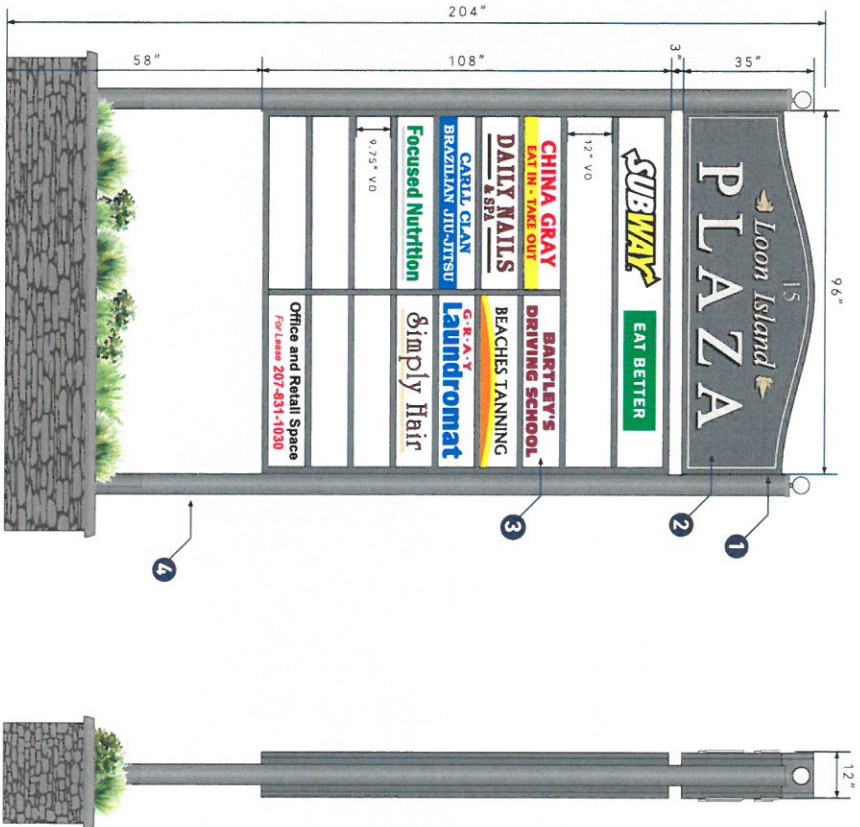 204"
58"
108"
3"
35"
96"
15
Loon Island
PLAZA
SUBWAY
EAT BETTER
12" VO
CHINA GRAY
EAT IN - TAKE OUT
BARTLEY'S
DRIVING SCHOOL
DAILY NAILS
& SPA
BEACHES TANNING
CARLL CLAN
BRAZILIAN JIU-JITSU
G·R·A·Y
Laundromat
Focused Nutrition
Simply Hair
9.75" VO
Office and Retail Space
For Lease 207-831-1030
1
2
3
4
12"